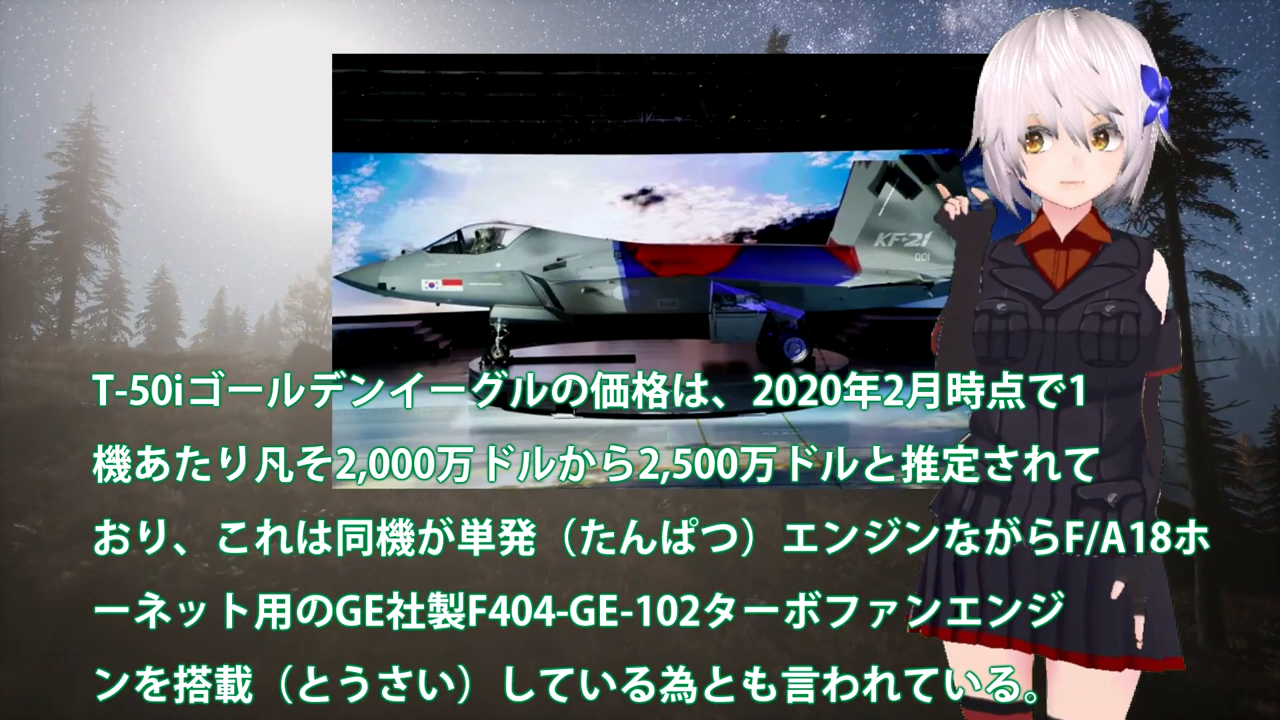 KF-21
001
T-50iゴールデンイーグルの価格は、2020年2月時点で1
機あたり凡そ2,000万ドルから2,500万ドルと推定されて
おり、これは同機が単発（たんぱつ）エンジンながらF/A18ホ
ーネット用のGE社製F404-GE-102ターボファンエンジ
ンを搭載（とうさい）している為とも言われている。